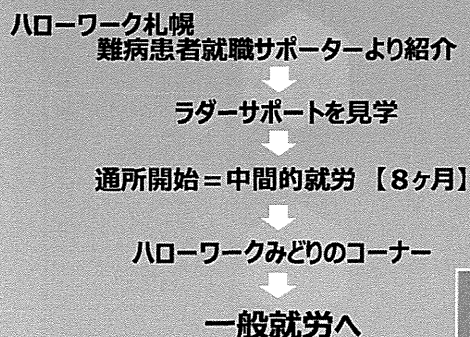 ハローワーク札幌
難病患者就職サポーターより紹介
ラダーサポートを見学
通所開始＝中間的就労 【８ヶ月】
ハローワークみどりのコーナー
一般就労へ